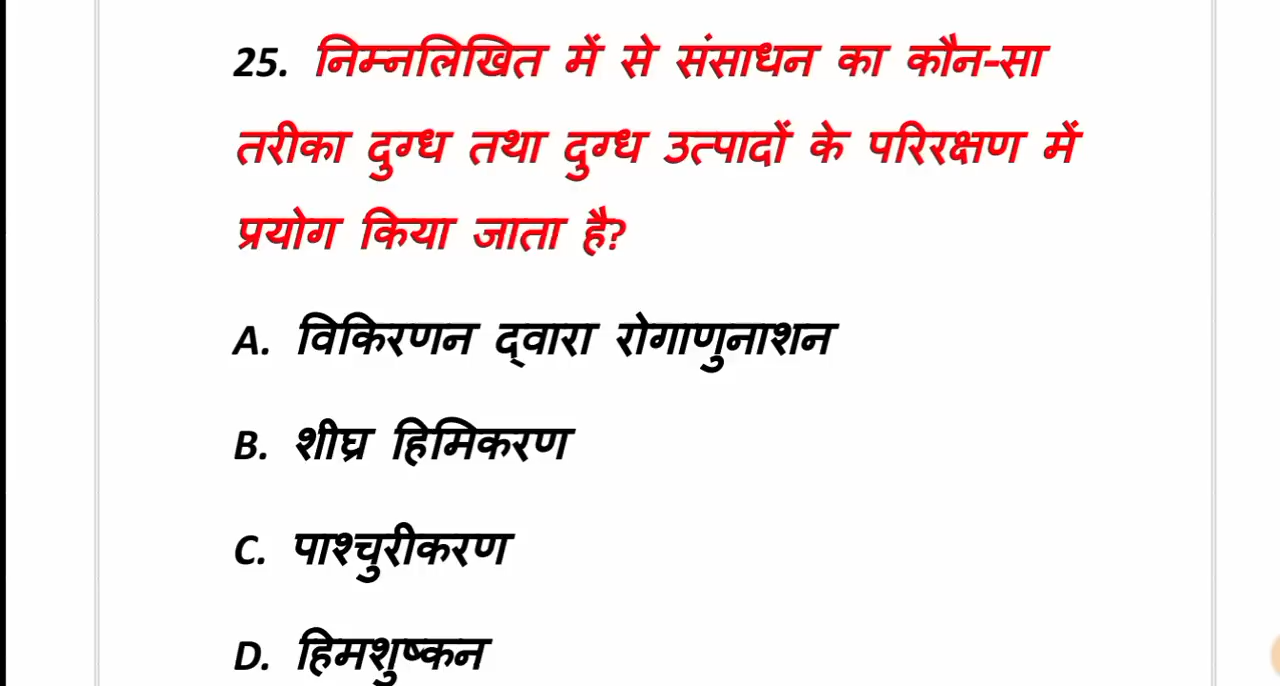 25. निम्नलिखित में से संसाधन का कौन-सा
तरीका दुग्ध तथा दुग्ध उत्पादों के परिरक्षण में
प्रयोग किया जाता है?
A. विकिरणन द्वारा रोगाणुनाशन
B. शीघ्र हिमिकरण
C. पाश्चुरीकरण
D. हिमशुष्कन